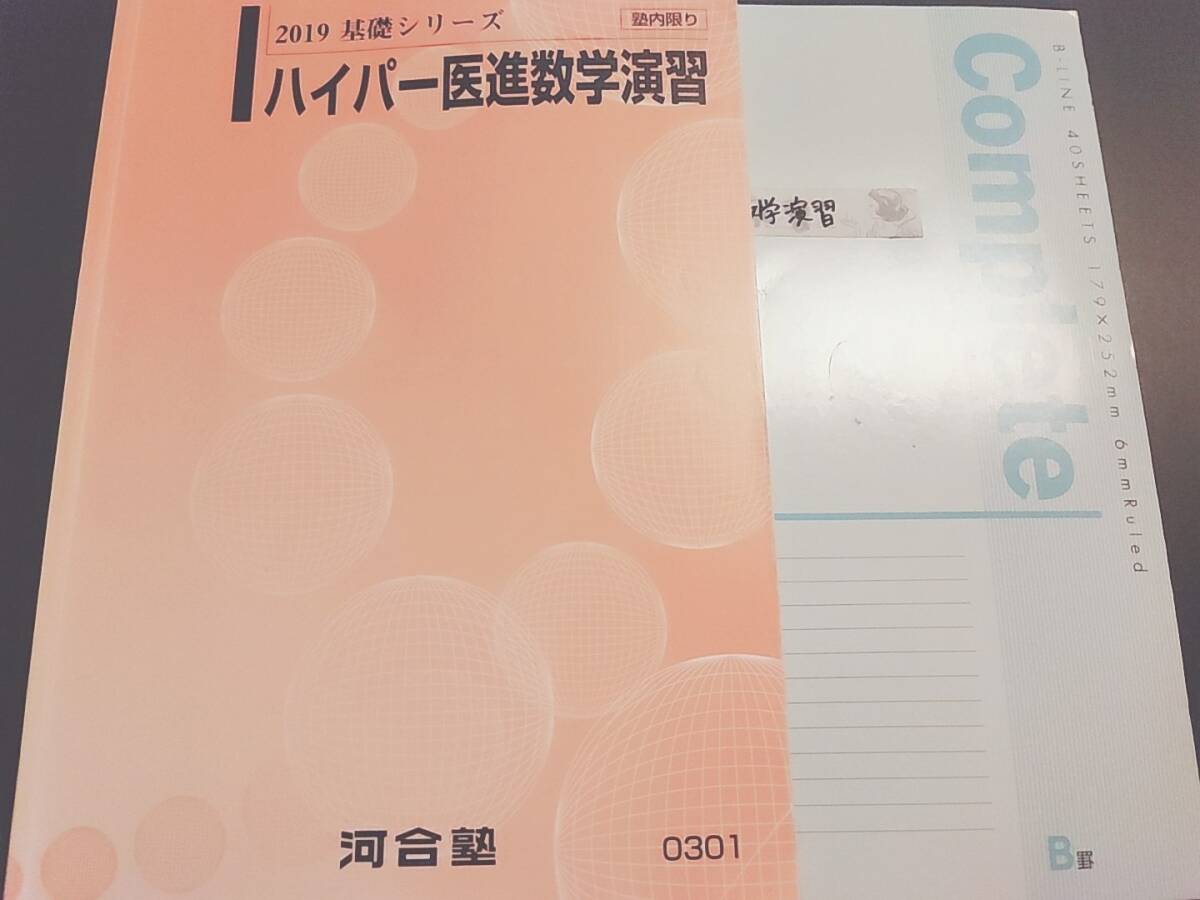 2019 基礎シリーズ
塾内限り
ハイパー医進数学演習
河合塾
0301
Complete
B-LINE 40SHEETS 179×252mm 6mmRuled
学演習
B罫